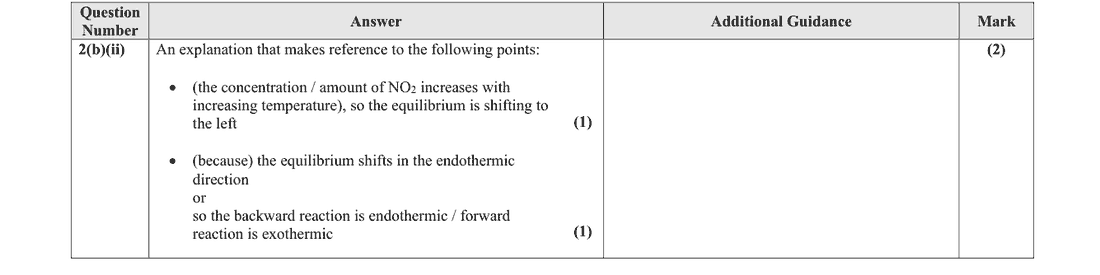 Question
Number
Answer
Additional Guidance
Mark
2(b)(ii)
An explanation that makes reference to the following points:
(2)
• (the concentration / amount of NO₂ increases with
increasing temperature), so the equilibrium is shifting to
the left
(1)
• (because) the equilibrium shifts in the endothermic
direction
or
so the backward reaction is endothermic / forward
reaction is exothermic
(1)